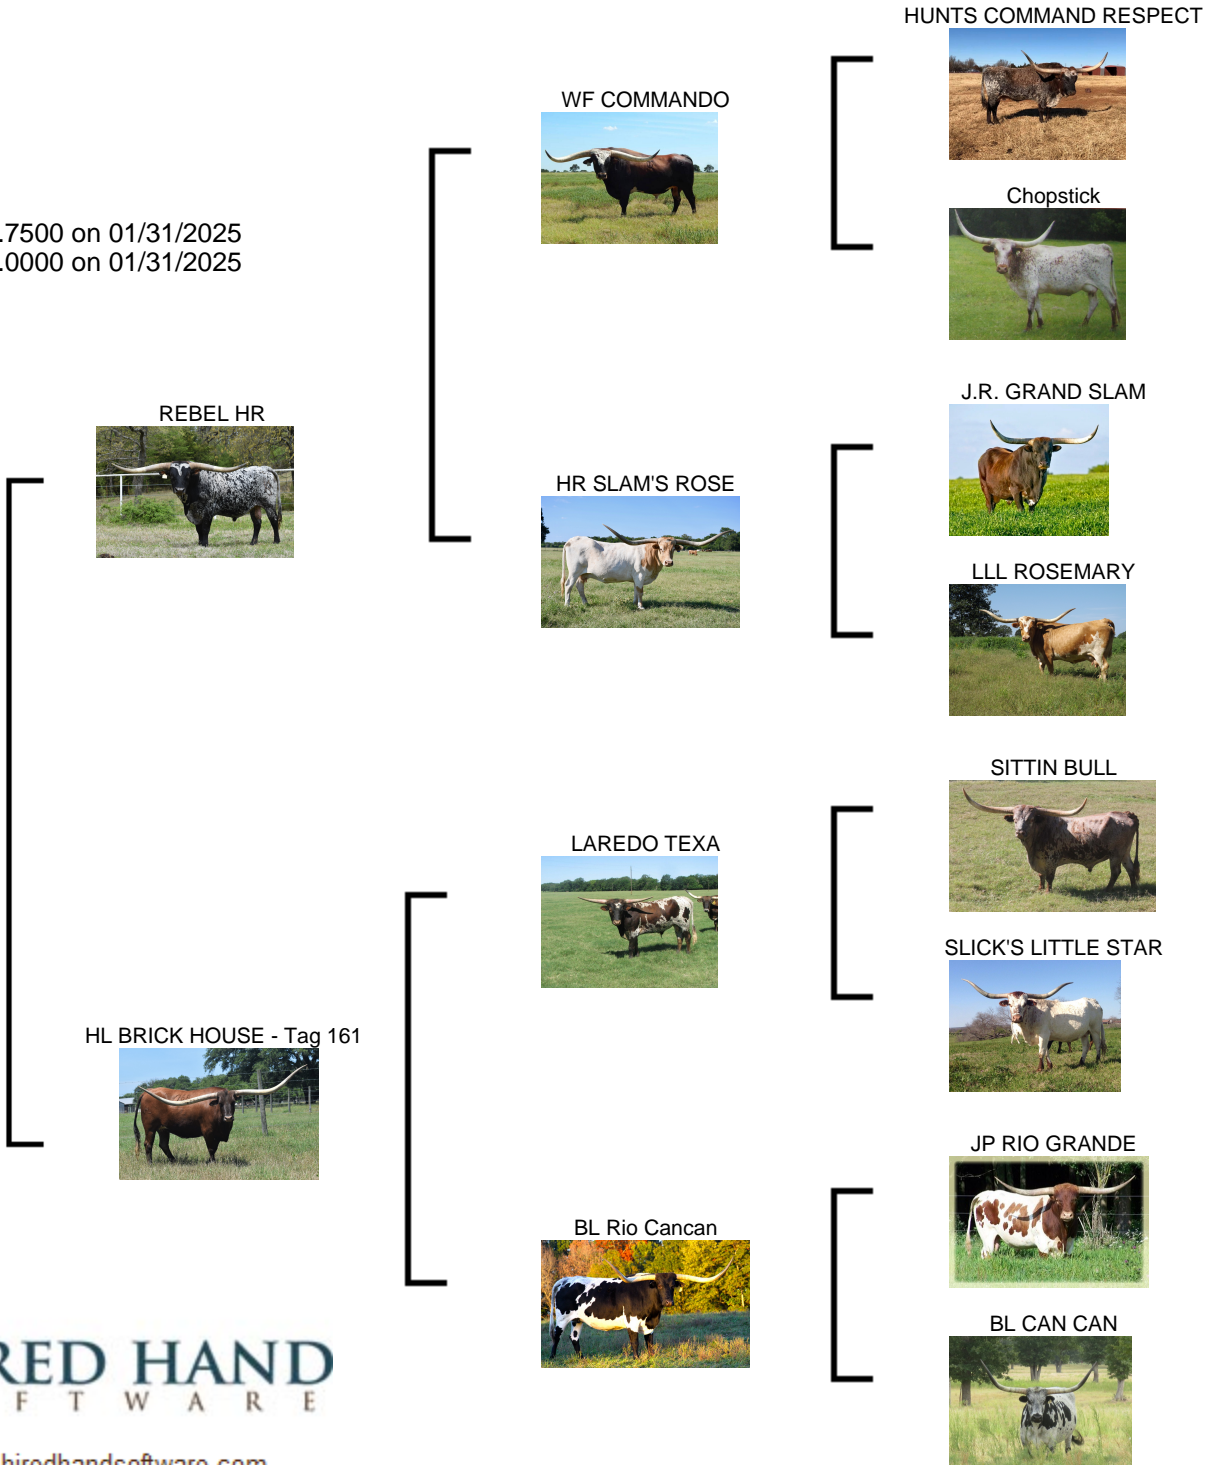 HUNTS COMMAND RESPECT
WF COMMANDO
Chopstick
.7500 on 01/31/2025
.0000 on 01/31/2025
J.R. GRAND SLAM
REBEL HR
HR SLAM'S ROSE
LLL ROSEMARY
SITTIN BULL
LAREDO TEXA
SLICK'S LITTLE STAR
HL BRICK HOUSE - Tag 161
JP RIO GRANDE
BL Rio Cancan
BL CAN CAN
RED HAND
F T W A R E
hiredhandsoftware.com